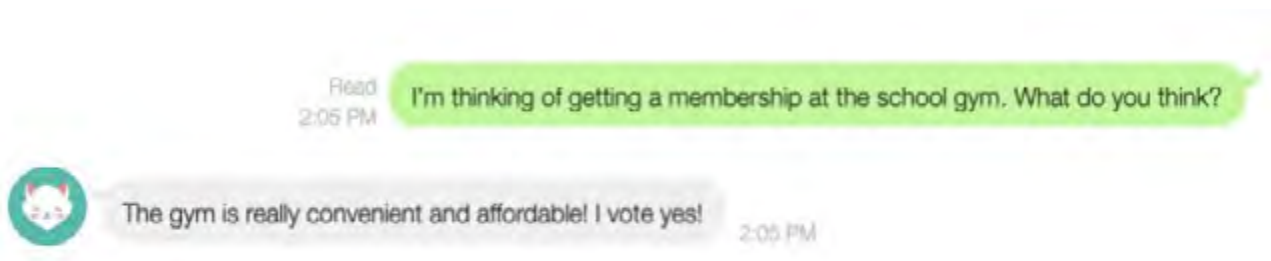 Read
2:05 PM
I'm thinking of getting a membership at the school gym. What do you think?
The gym is really convenient and affordable! I vote yes!
2:05 PM